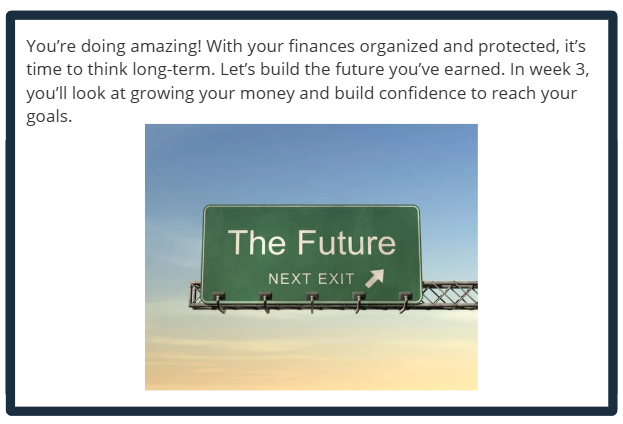 You’re doing amazing! With your finances organized and protected, it’s
time to think long-term. Let’s build the future you’ve earned. In week 3,
you’ll look at growing your money and build confidence to reach your
goals.
The Future
NEXT EXIT